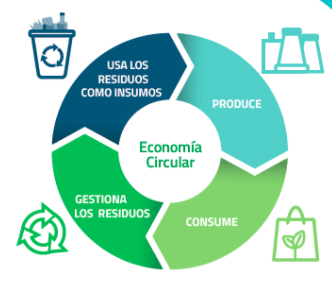 USA LOS
RESIDUOS
COMO INSUMOS
PRODUCE
Economía
Circular
GESTIONA
LOS RESIDUOS
CONSUME